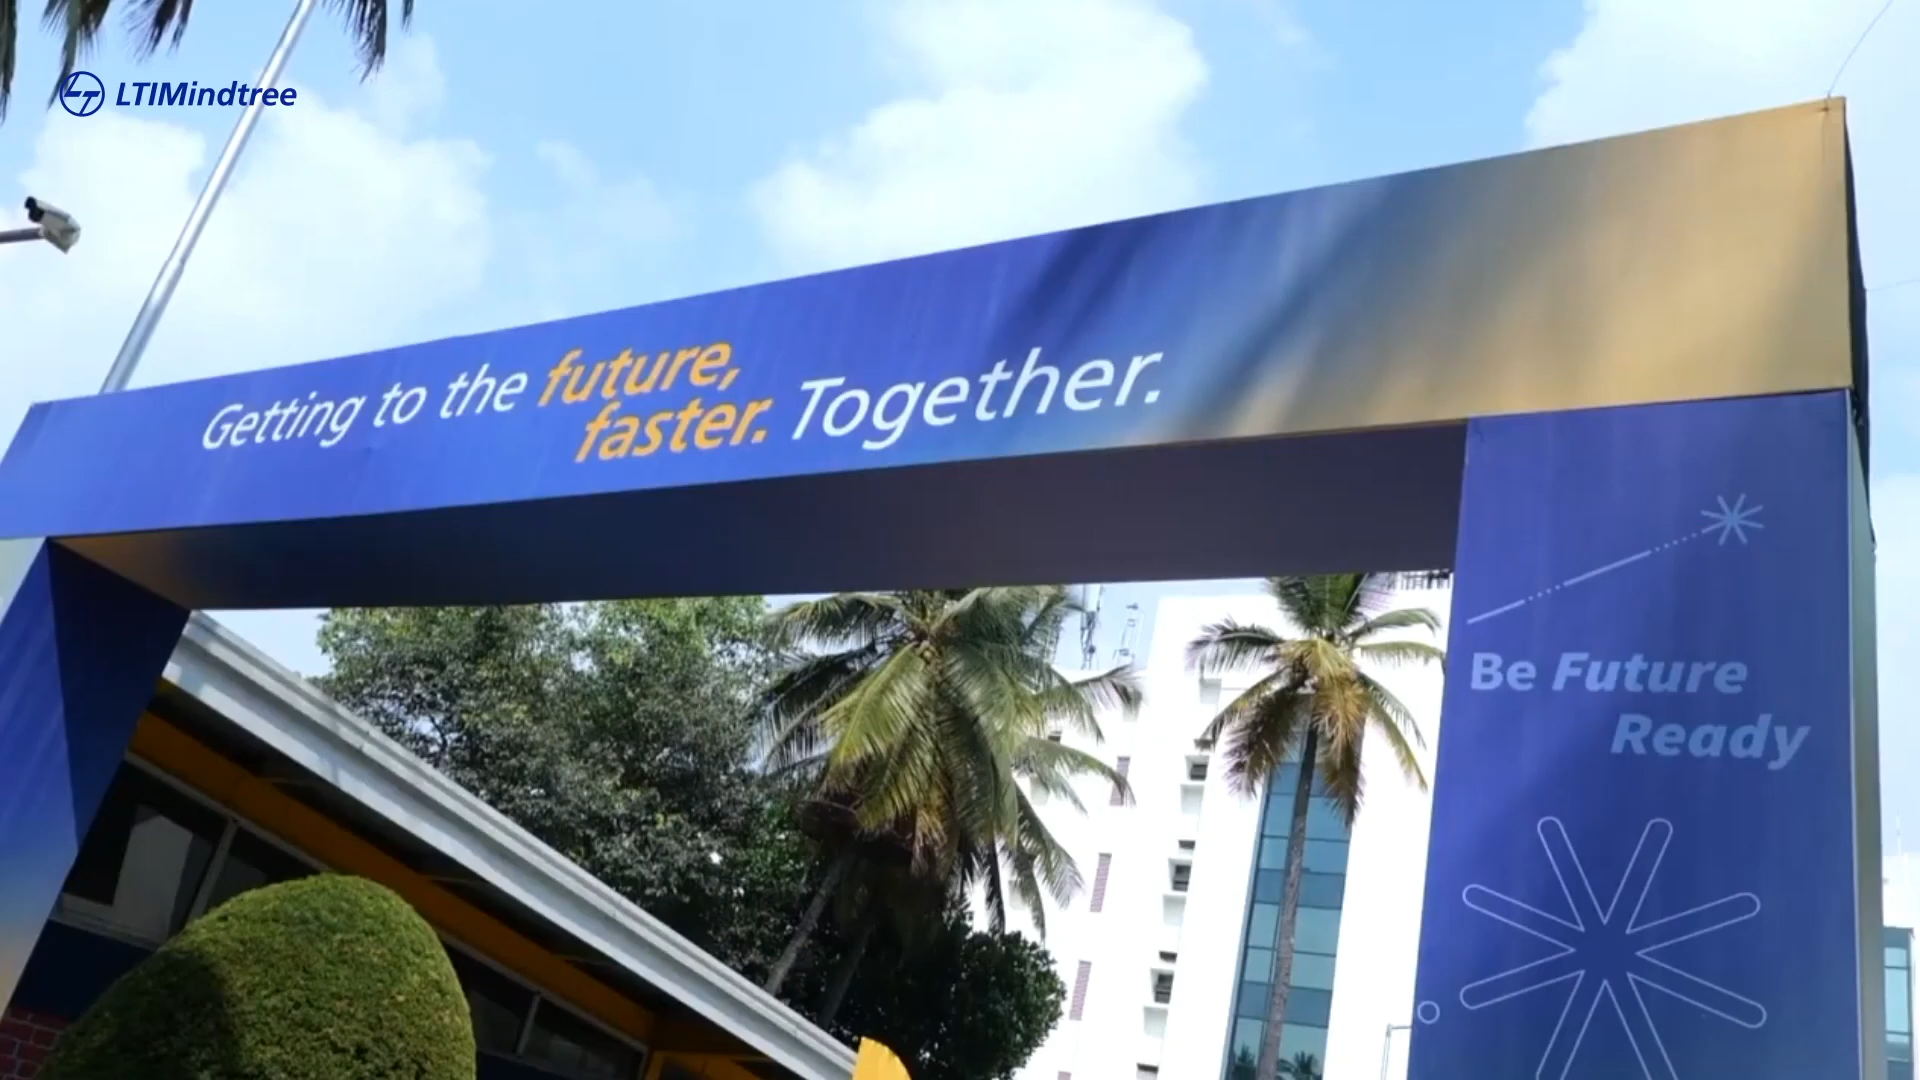 LTIMindtree
Getting to the future,
faster. Together.
Be Future
Ready